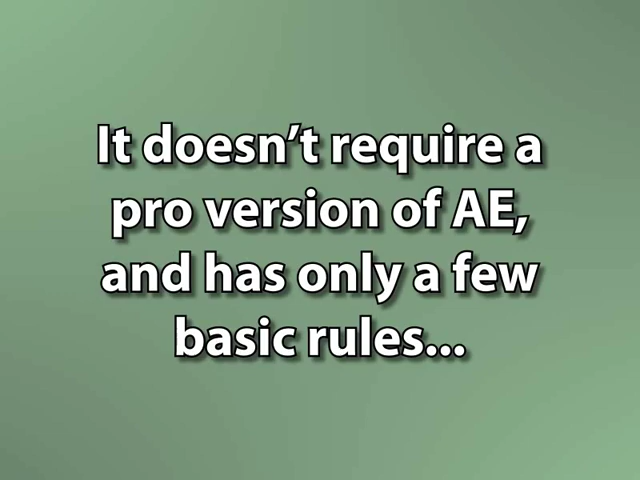 It doesn’t require a
pro version of AE,
and has only a few
basic rules...